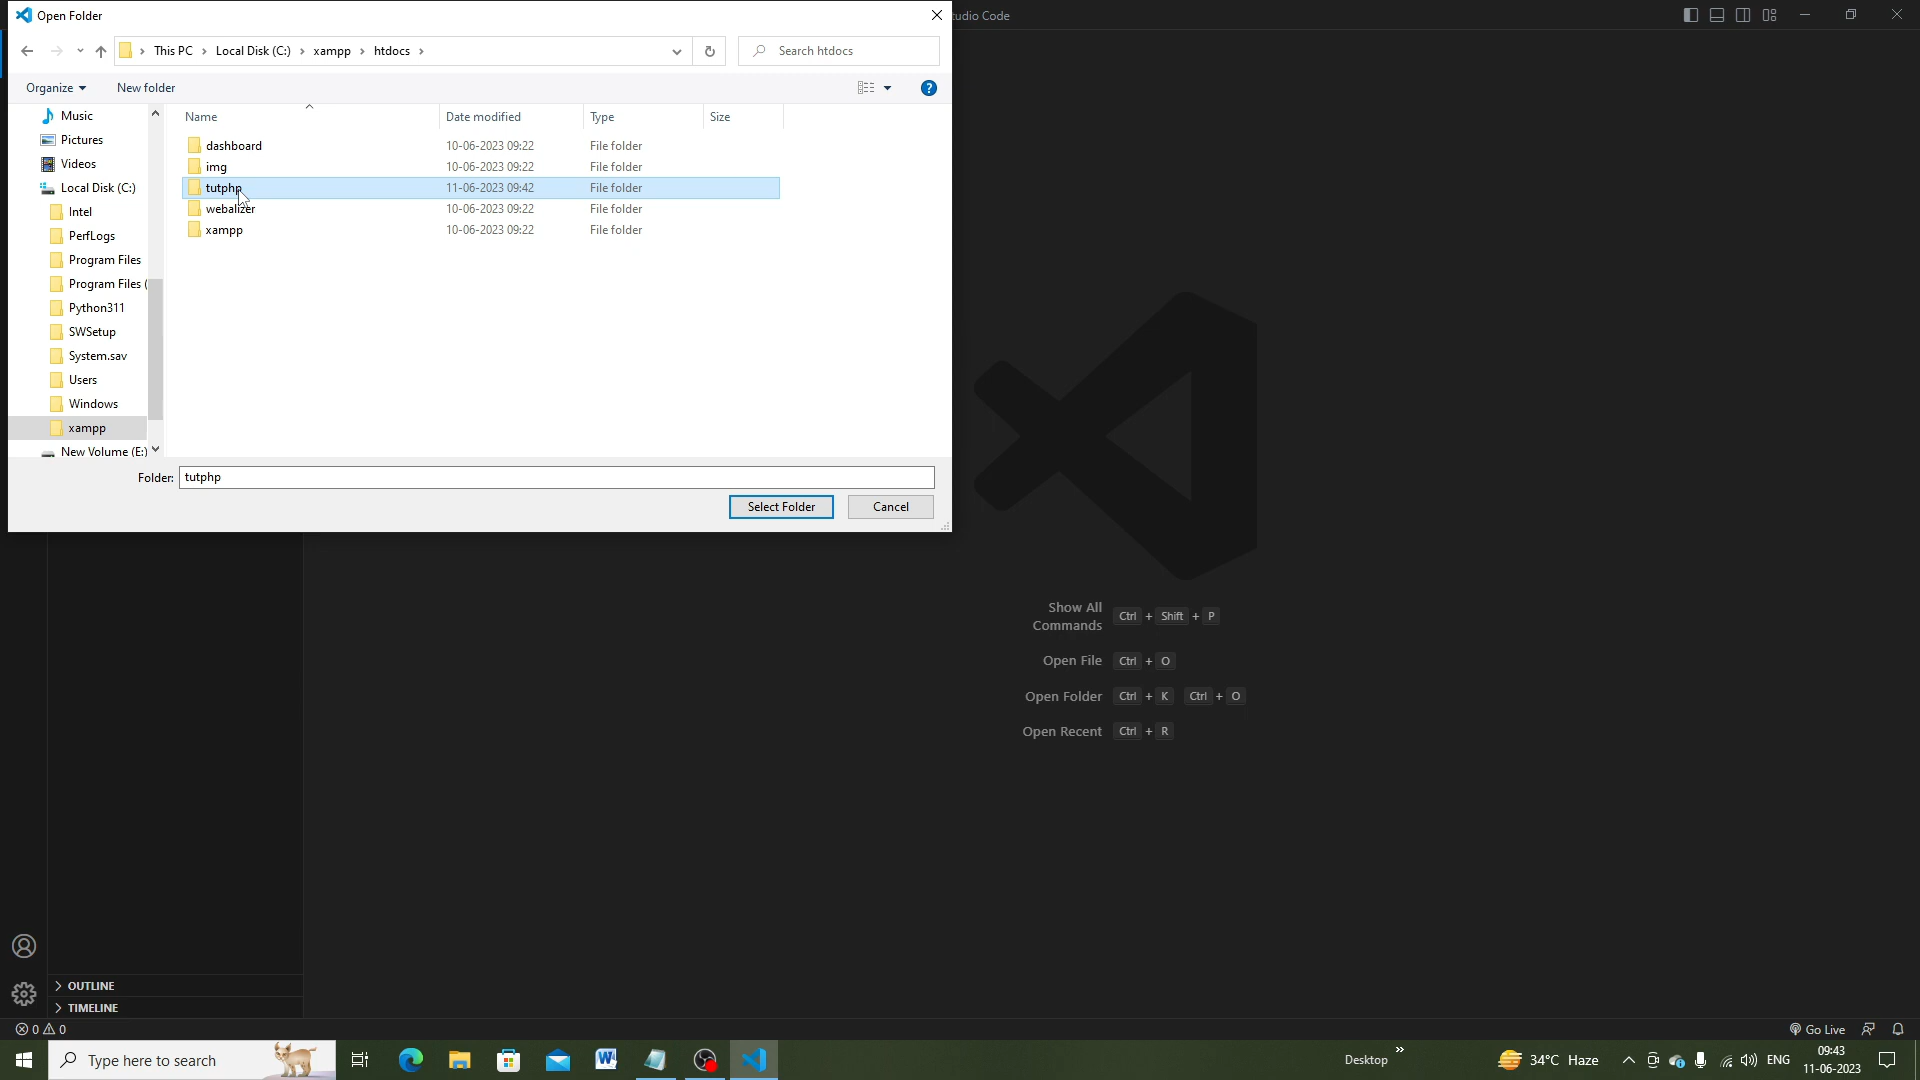 Open Folder
tudio Code
This PC > Local Disk (C:) > xampp > htdocs >
Search htdocs
Organize
New folder
Name
Date modified
Type
Size
Music
Pictures
Videos
Local Disk (C:)
Intel
PerfLogs
Program Files
Program Files (
Python311
SWSetup
System.sav
Users
Windows
xampp
New Volume (E:)
dashboard 10-06-2023 09:22 File folder
img 10-06-2023 09:22 File folder
tutphp 11-06-2023 09:42 File folder
webalizer 10-06-2023 09:22 File folder
xampp 10-06-2023 09:22 File folder
Folder: tutphp
Select Folder
Cancel
Show All
Commands
Ctrl + Shift + P
Open File Ctrl + O
Open Folder Ctrl + K Ctrl + O
Open Recent Ctrl + R
> OUTLINE
> TIMELINE
0 0
Go Live
Type here to search
Desktop »
34°C Haze
ENG
09:43
11-06-2023